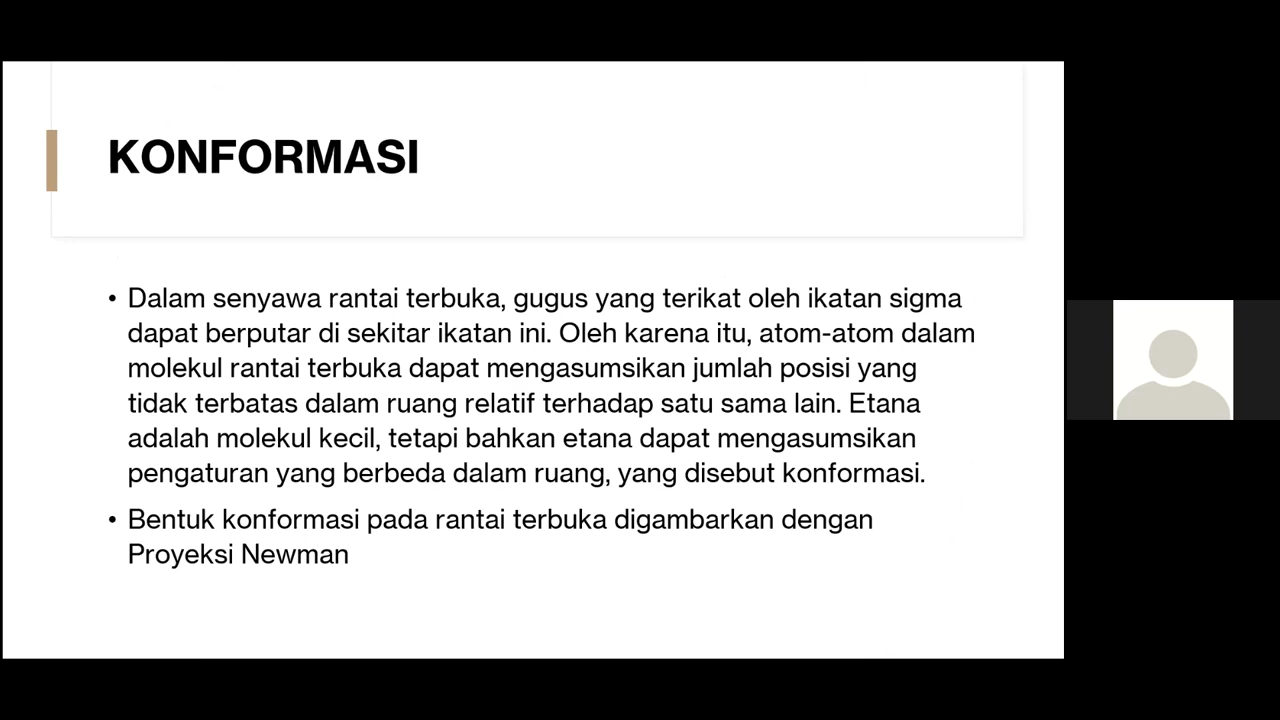 KONFORMASI
• Dalam senyawa rantai terbuka, gugus yang terikat oleh ikatan sigma
dapat berputar di sekitar ikatan ini. Oleh karena itu, atom-atom dalam
molekul rantai terbuka dapat mengasumsikan jumlah posisi yang
tidak terbatas dalam ruang relatif terhadap satu sama lain. Etana
adalah molekul kecil, tetapi bahkan etana dapat mengasumsikan
pengaturan yang berbeda dalam ruang, yang disebut konformasi.
• Bentuk konformasi pada rantai terbuka digambarkan dengan
Proyeksi Newman